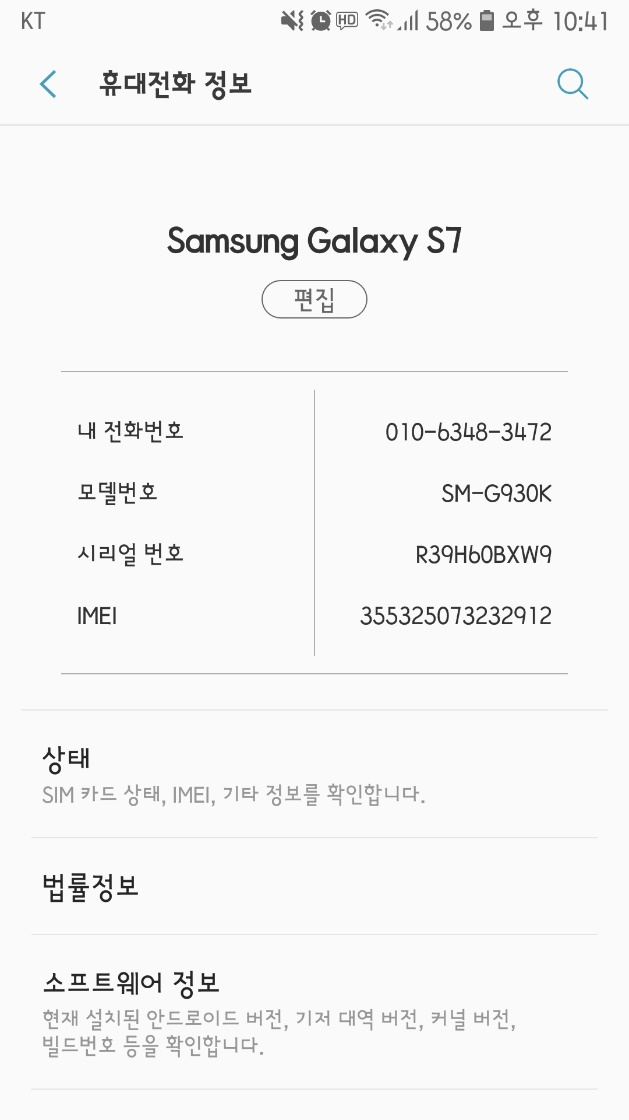 KT HD 58% 오후 10:41
휴대전화 정보
Samsung Galaxy S7
편집
내 전화번호 010-6348-3472
모델번호 SM-G930K
시리얼 번호 R39H60BXW9
IMEI 355325073232912
상태
SIM 카드 상태, IMEI, 기타 정보를 확인합니다.
법률정보
소프트웨어 정보
현재 설치된 안드로이드 버전, 기저 대역 버전, 커널 버전,
빌드번호 등을 확인합니다.